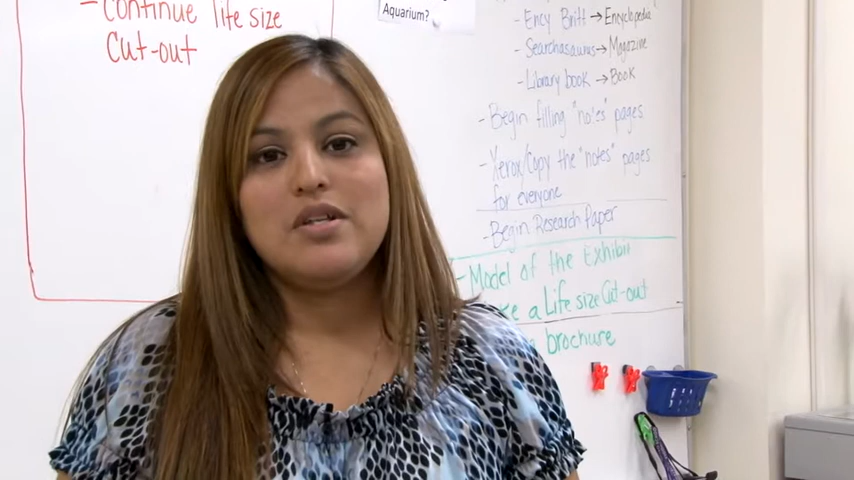 - Continue life size
Cut-out
Aquarium?
- Ency Britt → Encyclopedia
- Searchasaurus → Magazine
- Library book → Book
- Begin filling "notes" pages
- Xerox/Copy the "notes" pages
for everyone
- Begin Research Paper
- Model of the Exhibit
a Life size Cut-out
brochure